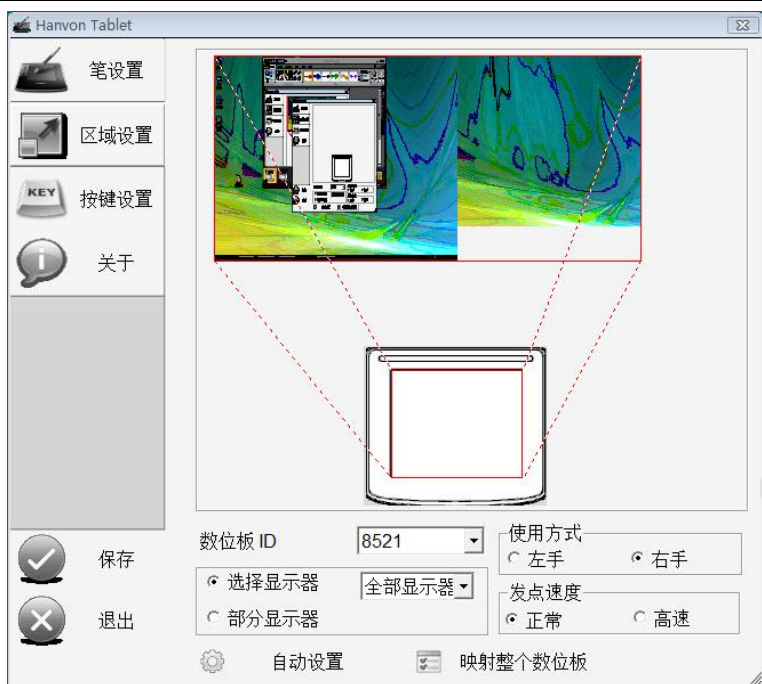 Hanvon Tablet
笔设置
区域设置
KEY
按键设置
关于
保存
退出
数位板 ID
8521
选择显示器
全部显示器
部分显示器
使用方式
左手
右手
发点速度
正常
高速
自动设置
映射整个数位板